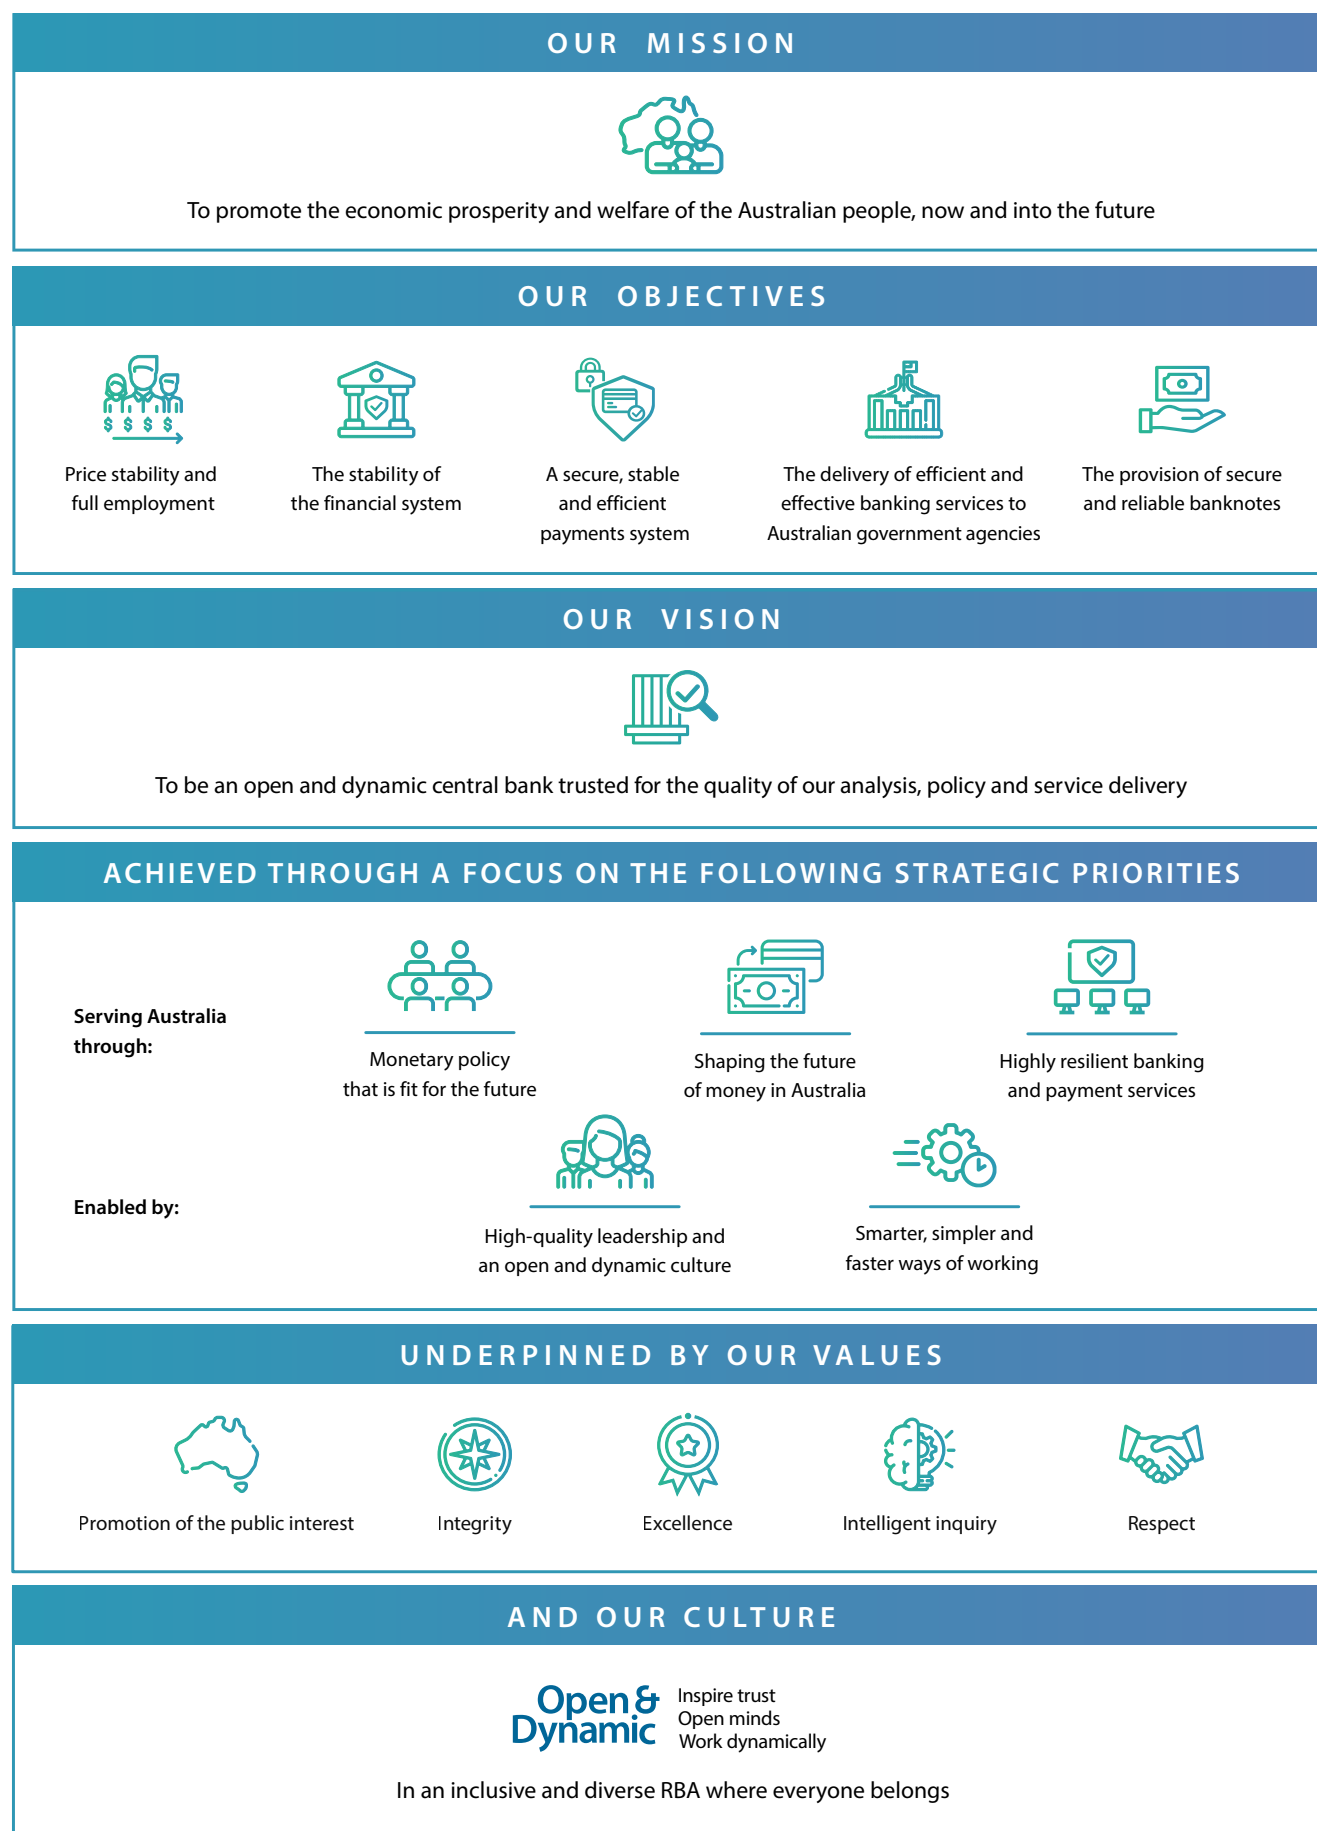 OUR MISSION
To promote the economic prosperity and welfare of the Australian people, now and into the future
OUR OBJECTIVES
Price stability and
full employment
The stability of
the financial system
A secure, stable
and efficient
payments system
The delivery of efficient and
effective banking services to
Australian government agencies
The provision of secure
and reliable banknotes
OUR VISION
To be an open and dynamic central bank trusted for the quality of our analysis, policy and service delivery
ACHIEVED THROUGH A FOCUS ON THE FOLLOWING STRATEGIC PRIORITIES
Serving Australia
through:
Monetary policy
that is fit for the future
Shaping the future
of money in Australia
Highly resilient banking
and payment services
Enabled by:
High-quality leadership and
an open and dynamic culture
Smarter, simpler and
faster ways of working
UNDERPINNED BY OUR VALUES
Promotion of the public interest
Integrity
Excellence
Intelligent inquiry
Respect
AND OUR CULTURE
Open &
Dynamic
Inspire trust
Open minds
Work dynamically
In an inclusive and diverse RBA where everyone belongs